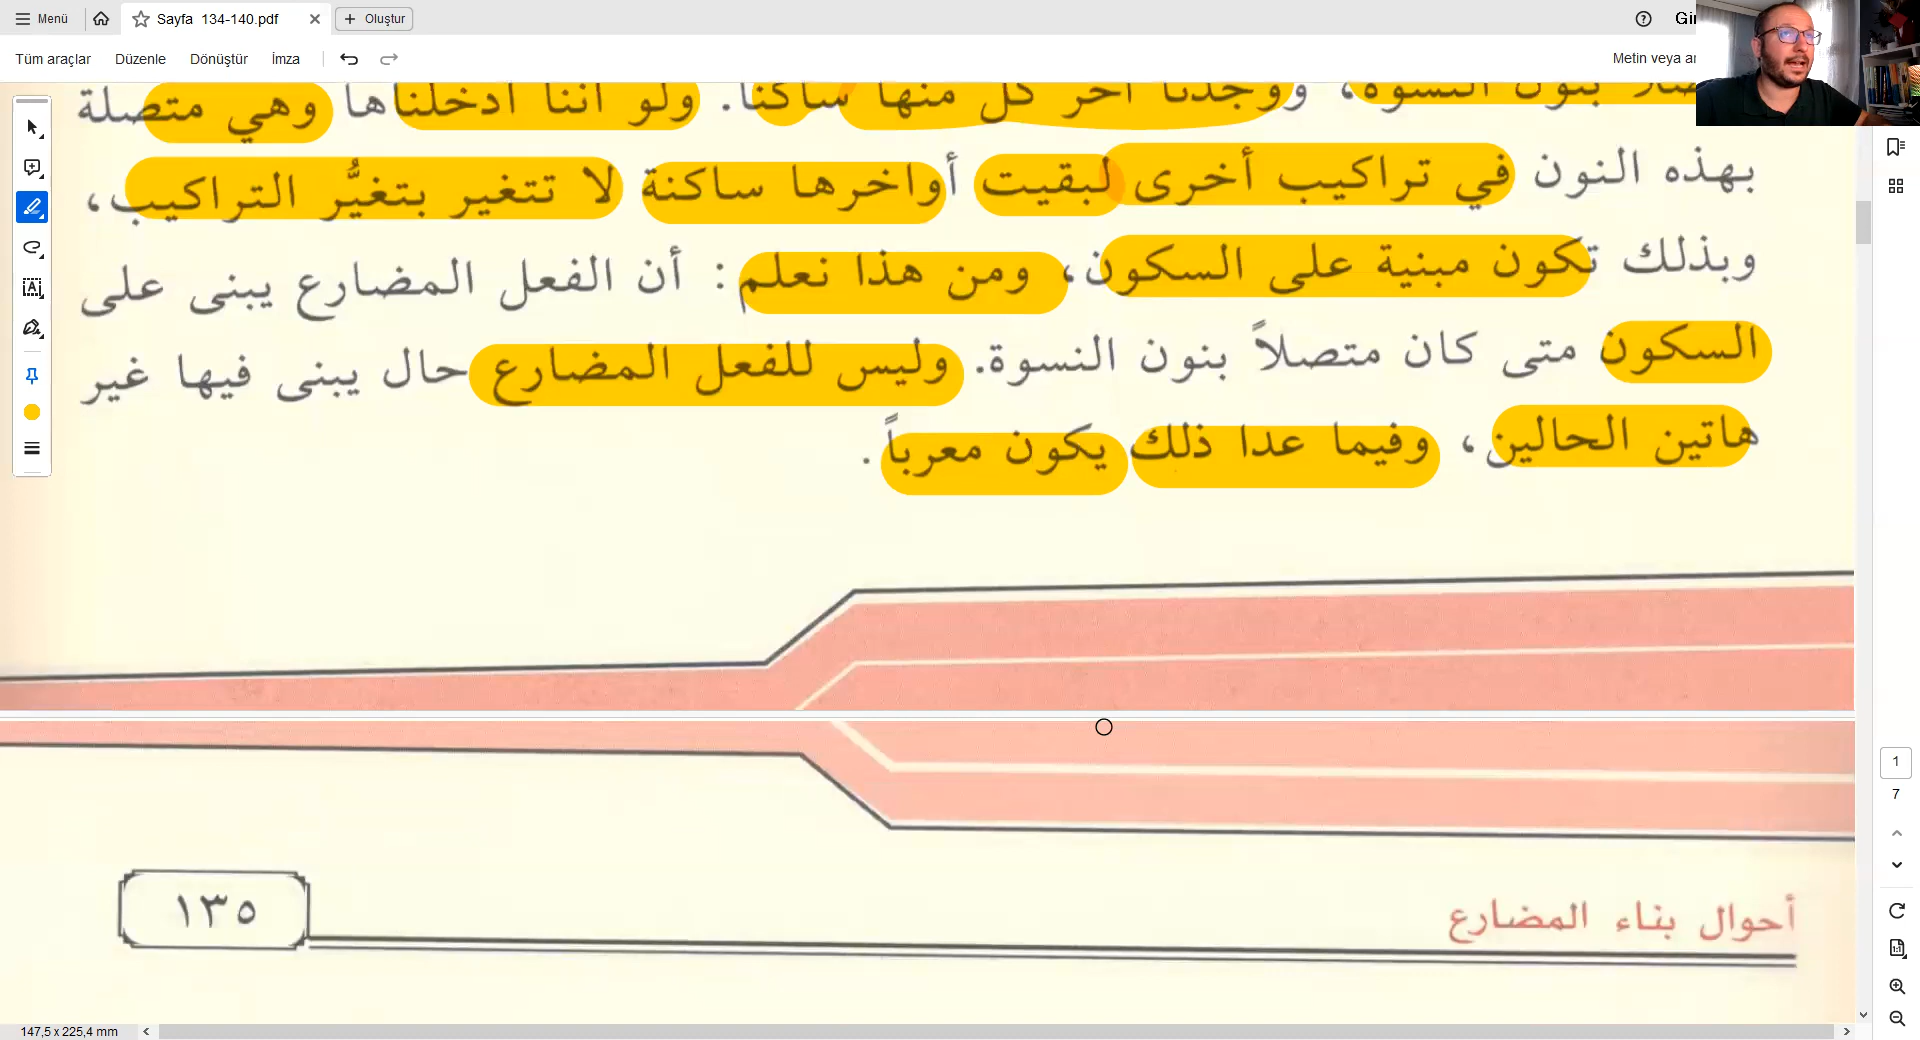 Menü
Sayfa 134-140.pdf
Oluştur
Tüm araçlar Düzenle Dönüştür İmza
Metin veya
بنون النسوة، ووجدنا آخر كل منها ساكناً. ولو أننا أدخلناها وهي متصلة
بهذه النون في تراكيب أخرى لبقيت أواخرها ساكنة لا تتغير بتغيُّر التراكيب،
وبذلك تكون مبنية على السكون، ومن هذا نعلم: أن الفعل المضارع يبنى على
السكون متى كان متصلاً بنون النسوة. وليس للفعل المضارع حال يبنى فيها غير
هاتين الحالين، وفيما عدا ذلك يكون معرباً.
أحوال بناء المضارع
١٣٥
1
7
147,5 x 225,4 mm